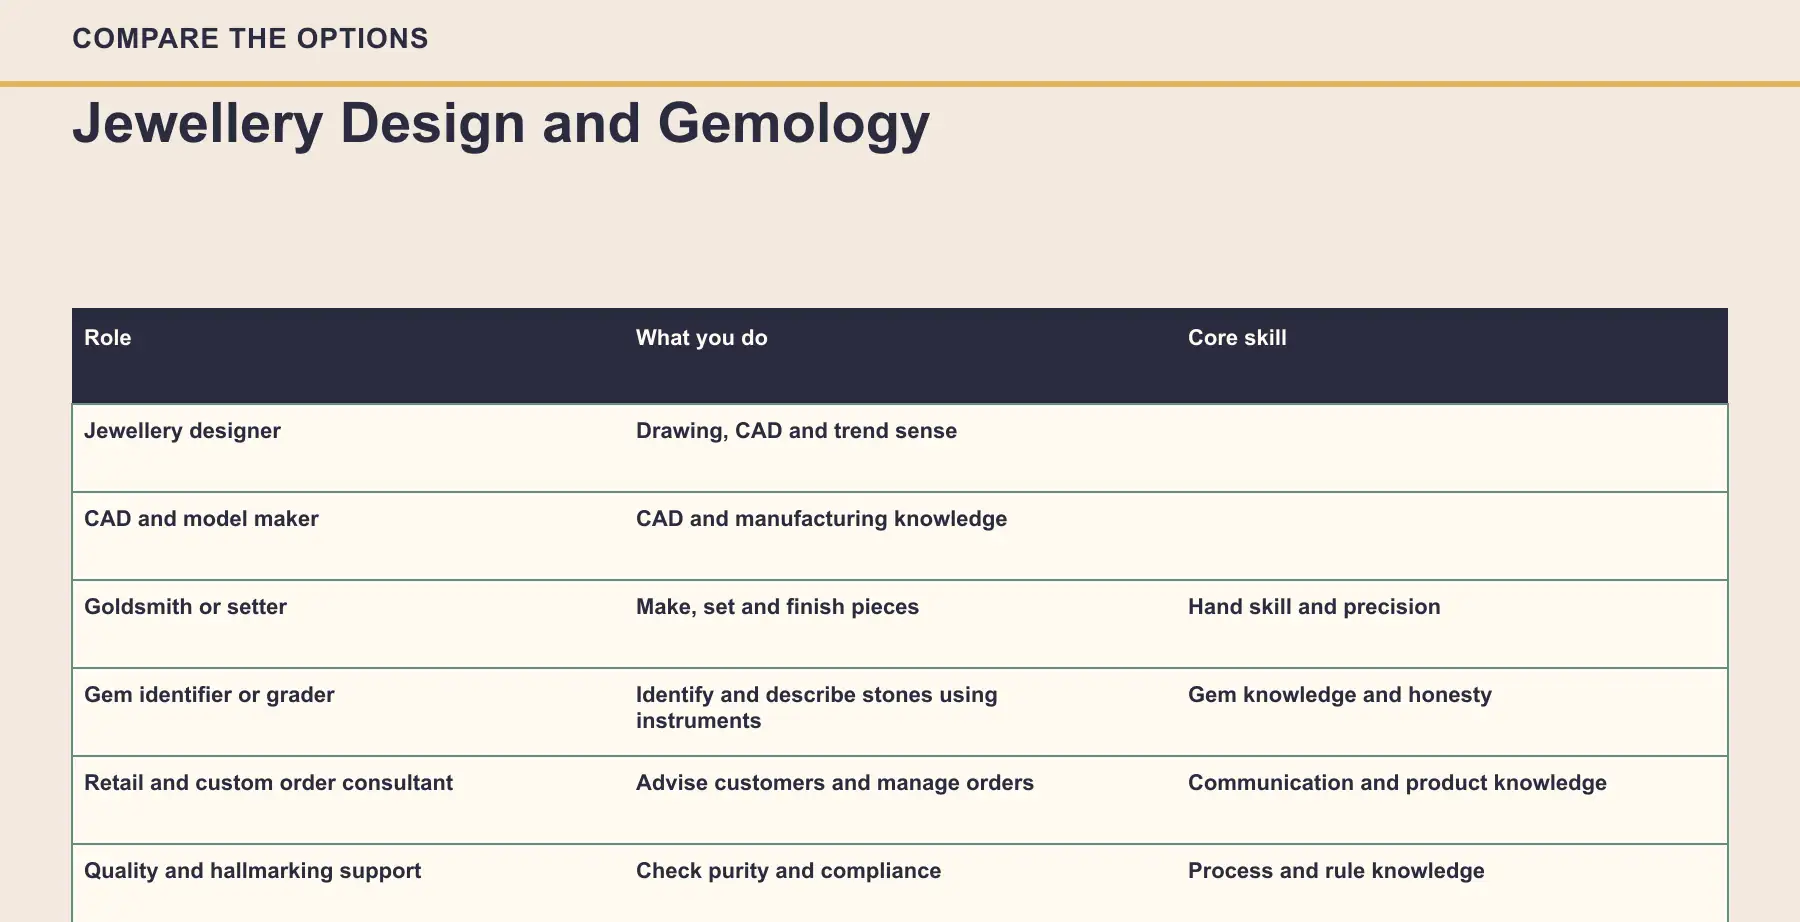 COMPARE THE OPTIONS
Jewellery Design and Gemology
Role What you do Core skill
Jewellery designer Drawing, CAD and trend sense
CAD and model maker CAD and manufacturing knowledge
Goldsmith or setter Make, set and finish pieces Hand skill and precision
Gem identifier or grader Identify and describe stones using Gem knowledge and honesty
instruments
Retail and custom order consultant Advise customers and manage orders Communication and product knowledge
Quality and hallmarking support Check purity and compliance Process and rule knowledge